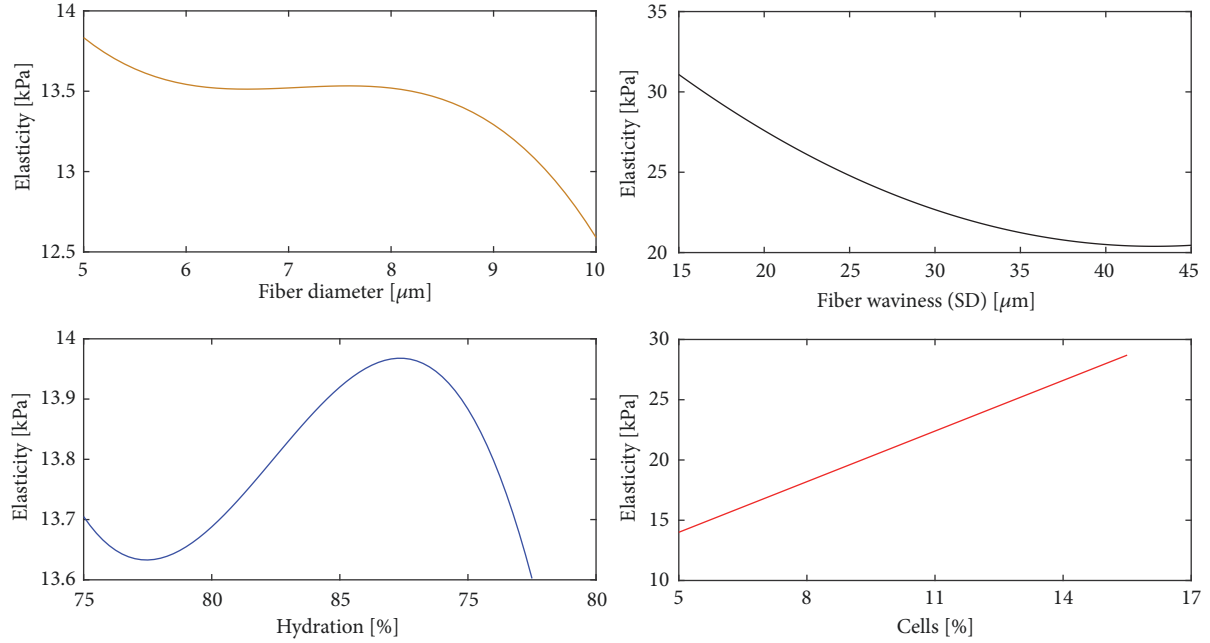 14
13.5
13
12.5
Elasticity [kPa]
5 6 7 8 9 10
Fiber diameter [μm]
35
30
25
20
Elasticity [kPa]
15 20 25 30 35 40 45
Fiber waviness (SD) [μm]
14
13.9
13.8
13.7
13.6
Elasticity [kPa]
75 80 85 75 80
Hydration [%]
30
25
20
15
10
Elasticity [kPa]
5 8 11 14 17
Cells [%]